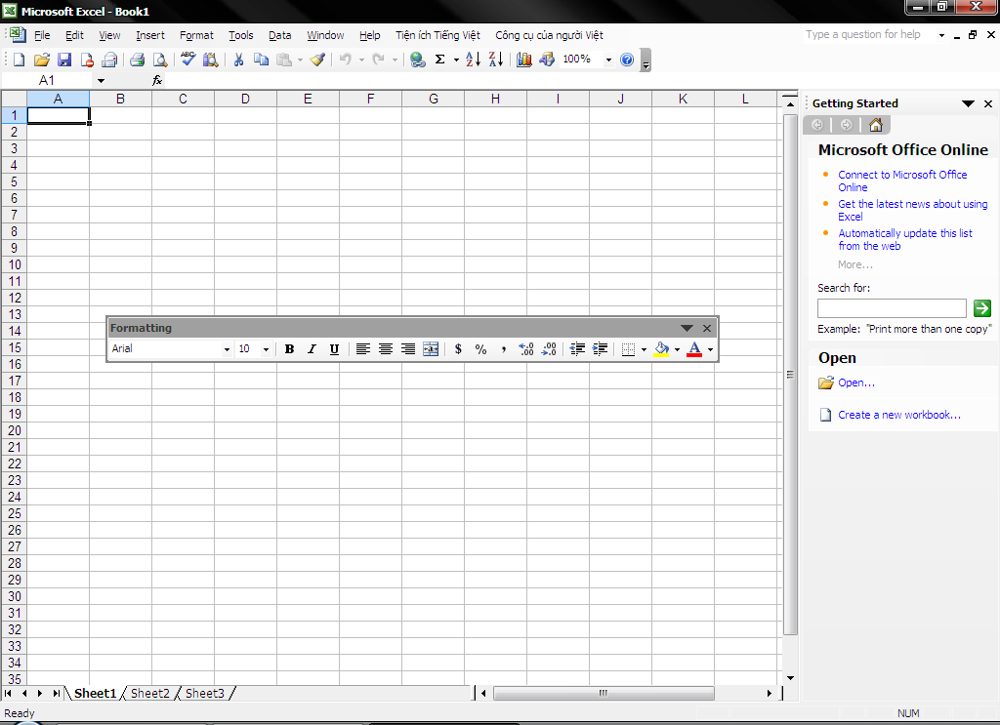 Microsoft Excel - Book1
File Edit View Insert Format Tools Data Window Help Tiện ích Tiếng Việt Công cụ của người Việt Type a question for help
ABC Σ A Z Z A 100% ?
A1 fx
A B C D E F G H I J K L
1
2
3
4
5
6
7
8
9
10
11
12
13
14
15
16
17
18
19
20
21
22
23
24
25
26
27
28
29
30
31
32
33
34
35
Formatting
Arial 10 B I U a $ % , .00 .00 A
Getting Started
Microsoft Office Online
Connect to Microsoft Office
Online
Get the latest news about using
Excel
Automatically update this list
from the web
More...
Search for:
Example: "Print more than one copy"
Open
Open...
Create a new workbook...
Sheet1 Sheet2 Sheet3
Ready NUM